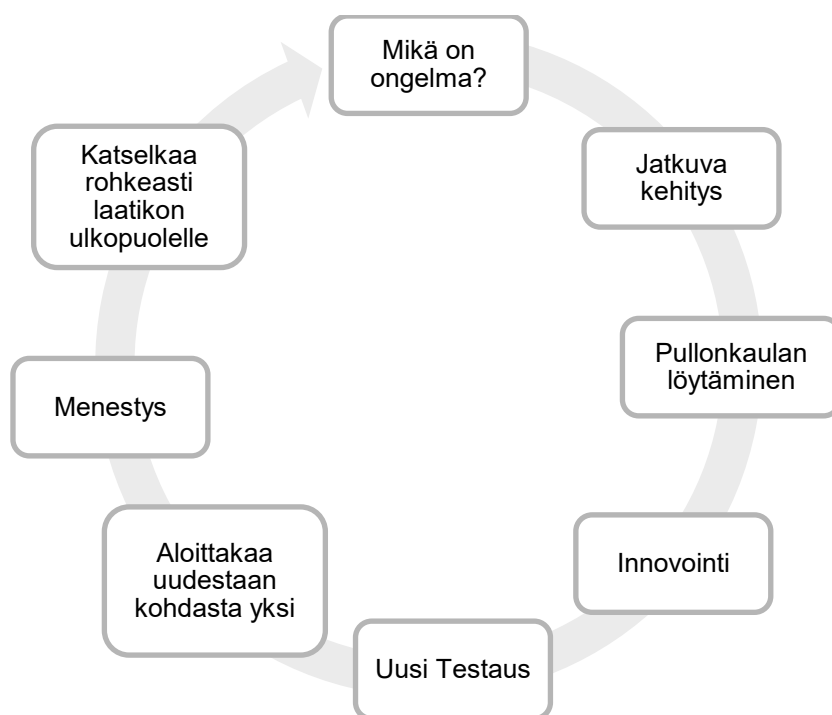 Mikä on
ongelma?
Jatkuva
kehitys
Pullonkaulan
löytäminen
Innovointi
Uusi Testaus
Aloittakaa
uudestaan
kohdasta yksi
Menestys
Katselkaa
rohkeasti
laatikon
ulkopuolelle